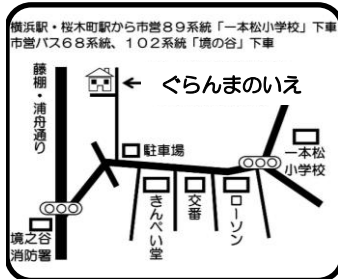 横浜駅・桜木町駅から市営８９系統「一本松小学校」下車
市営バス６８系統、１０２系統「境の谷」下車
藤棚・浦舟通り
← ぐらんまのいえ
駐車場
一本松
小学校
きんぺい堂
交番
ローソン
境之谷
消防署